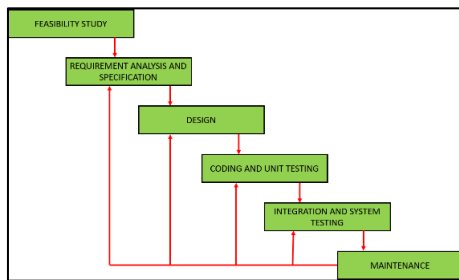 FEASIBILITY STUDY
REQUIREMENT ANALYSIS AND
SPECIFICATION
DESIGN
CODING AND UNIT TESTING
INTEGRATION AND SYSTEM
TESTING
MAINTENANCE